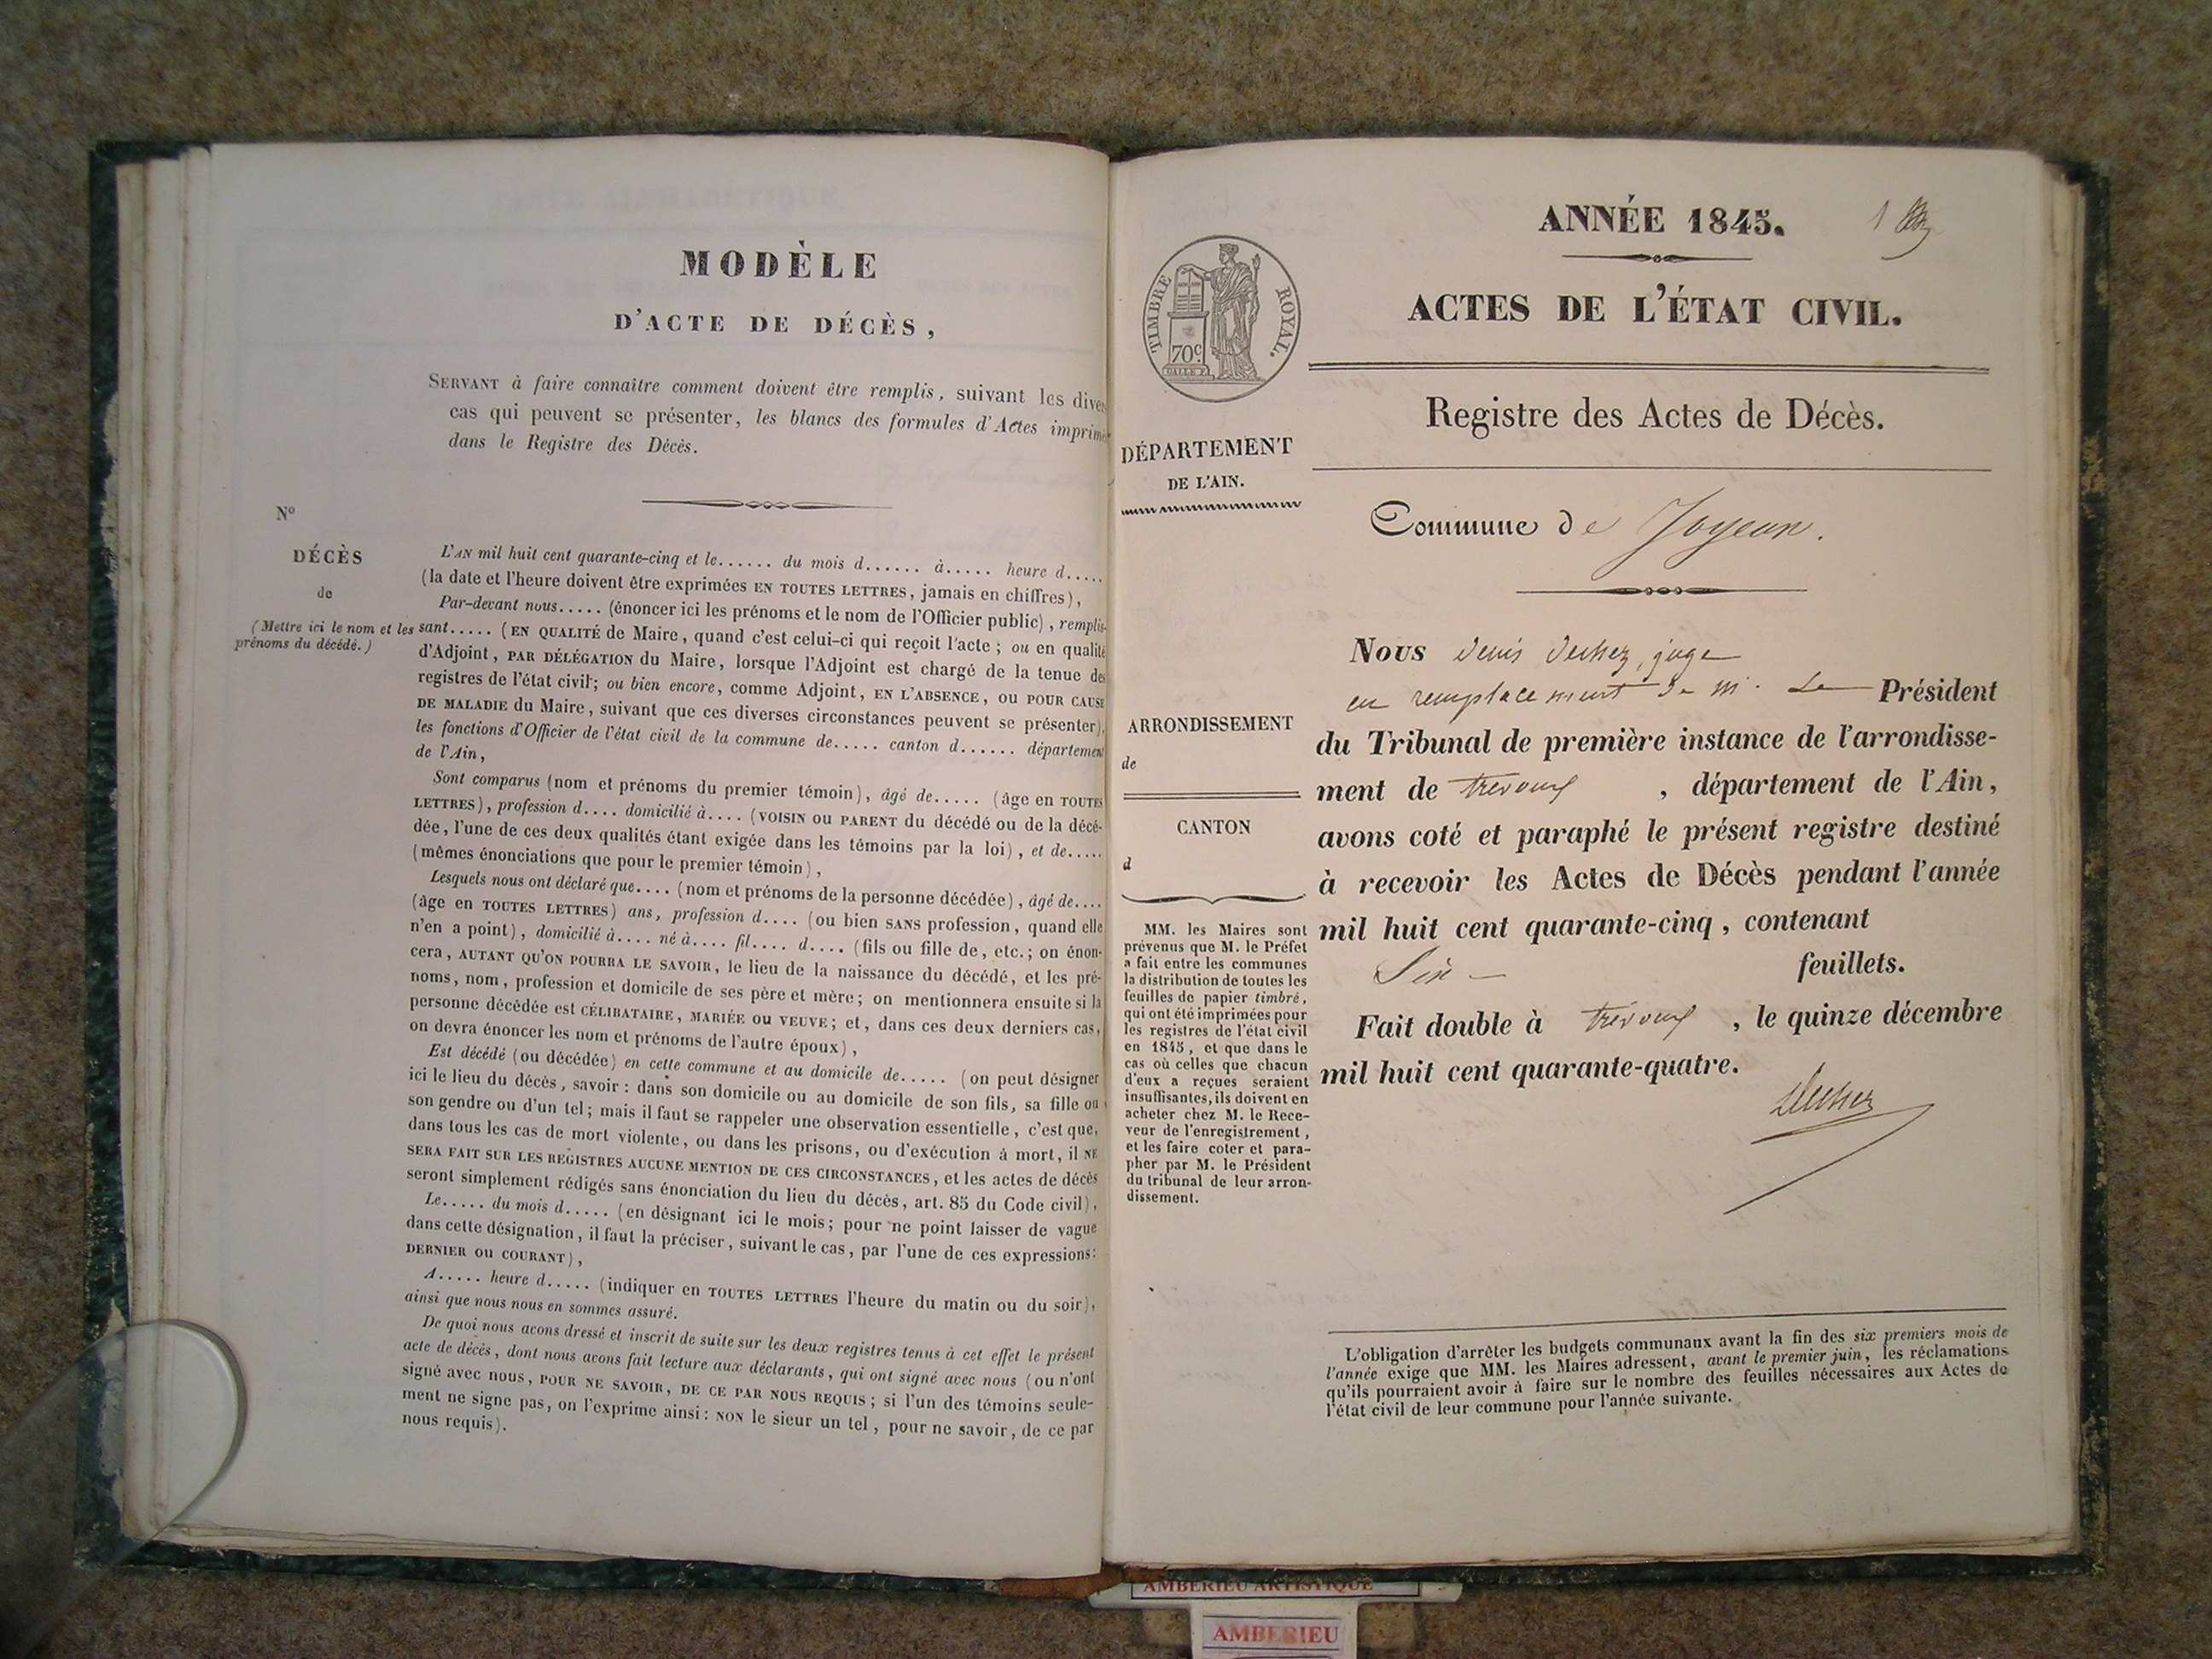 MODÈLE
D'ACTE DE DÉCÈS,
SERVANT à faire connaître comment doivent être remplis, suivant les divers
cas qui peuvent se présenter, les blancs des formules d'Actes imprimés
dans le Registre des Décès.
N°
DÉCÈS
de
(Mettre ici le nom et les
prénoms du décédé.)
L'AN mil huit cent quarante-cinq et le...... du mois d...... à..... heure d.....
(la date et l'heure doivent être exprimées EN TOUTES LETTRES, jamais en chiffres),
Par-devant nous..... (énoncer ici les prénoms et le nom de l'Officier public), remplis-
sant..... (EN QUALITÉ de Maire, quand c'est celui-ci qui reçoit l'acte; ou en qualité
d'Adjoint, PAR DÉLÉGATION du Maire, lorsque l'Adjoint est chargé de la tenue des
registres de l'état civil; ou bien encore, comme Adjoint, EN L'ABSENCE, OU POUR CAUSE
DE MALADIE du Maire, suivant que ces diverses circonstances peuvent se présenter),
les fonctions d'Officier de l'état civil de la commune de..... canton d...... département
de l'Ain,
Sont comparus (nom et prénoms du premier témoin), âgé de..... (âge en TOUTES
LETTRES), profession d.... domicilié à.... (VOISIN OU PARENT du décédé ou de la décé-
dée, l'une de ces deux qualités étant exigée dans les témoins par la loi), et de.....
(mêmes énonciations que pour le premier témoin),
Lesquels nous ont déclaré que.... (nom et prénoms de la personne décédée), âgé de....
(âge en TOUTES LETTRES) ans, profession d.... (ou bien SANS profession, quand elle
n'en a point), domicilié à.... né à.... fil.... d.... (fils ou fille de, etc.; on énon-
cera, AUTANT QU'ON POURRA LE SAVOIR, le lieu de la naissance du décédé, et les pré-
noms, nom, profession et domicile de ses père et mère; on mentionnera ensuite si la
personne décédée est CÉLIBATAIRE, MARIÉE OU VEUVE; et, dans ces deux derniers cas,
on devra énoncer les nom et prénoms de l'autre époux),
Est décédé (ou décédée) en cette commune et au domicile de..... (on peut désigner
ici le lieu du décès, savoir: dans son domicile ou au domicile de son fils, sa fille ou
son gendre ou d'un tel; mais il faut se rappeler une observation essentielle, c'est que,
dans tous les cas de mort violente, ou dans les prisons, ou d'exécution à mort, il NE
SERA FAIT SUR LES REGISTRES AUCUNE MENTION DE CES CIRCONSTANCES, et les actes de décès
seront simplement rédigés sans énonciation du lieu du décès, art. 85 du Code civil),
Le..... du mois d..... (en désignant ici le mois; pour ne point laisser de vague
dans cette désignation, il faut la préciser, suivant le cas, par l'une de ces expressions:
DERNIER OU COURANT),
A..... heure d..... (indiquer en TOUTES LETTRES l'heure du matin ou du soir),
ainsi que nous nous en sommes assuré.
De quoi nous avons dressé et inscrit de suite sur les deux registres tenus à cet effet le présent
acte de décès, dont nous avons fait lecture aux déclarants, qui ont signé avec nous (ou n'ont
signé avec nous, POUR NE SAVOIR, DE CE PAR NOUS REQUIS; si l'un des témoins seule-
ment ne signe pas, on l'exprime ainsi: NON le sieur un tel, pour ne savoir, de ce par
nous requis).
ANNÉE 1845.
1
ACTES DE L'ÉTAT CIVIL.
TIMBRE ROYAL.
70c
Registre des Actes de Décès.
DÉPARTEMENT
DE L'AIN.
Commune de Joyeux.
Nous Denis Dechez, juge
en remplacement de M. Le Président
du Tribunal de première instance de l'arrondisse-
ment de trévoux, département de l'Ain,
avons coté et paraphé le présent registre destiné
à recevoir les Actes de Décès pendant l'année
mil huit cent quarante-cinq, contenant
Six feuillets.
Fait double à trévoux, le quinze décembre
mil huit cent quarante-quatre.
Dechez
ARRONDISSEMENT
de
CANTON
d
MM. les Maires sont
prévenus que M. le Préfet
a fait entre les communes
la distribution de toutes les
feuilles de papier timbré,
qui ont été imprimées pour
les registres de l'état civil
en 1845, et que dans le
cas où celles que chacun
d'eux a reçues seraient
insuffisantes, ils doivent en
acheter chez M. le Rece-
veur de l'enregistrement,
et les faire coter et para-
pher par M. le Président
du tribunal de leur arron-
dissement.
L'obligation d'arrêter les budgets communaux avant la fin des six premiers mois de
l'année exige que MM. les Maires adressent, avant le premier juin, les réclamations
qu'ils pourraient avoir à faire sur le nombre des feuilles nécessaires aux Actes de
l'état civil de leur commune pour l'année suivante.
AMBERIEU ARTISTIQUE
AMBERIEU